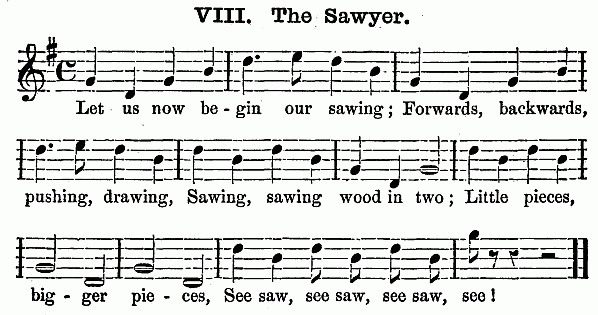 VIII. The Sawyer.
Let us now be - gin our sawing; Forwards, backwards,
pushing, drawing, Sawing, sawing wood in two; Little pieces,
big - ger pie - ces, See saw, see saw, see saw, see!